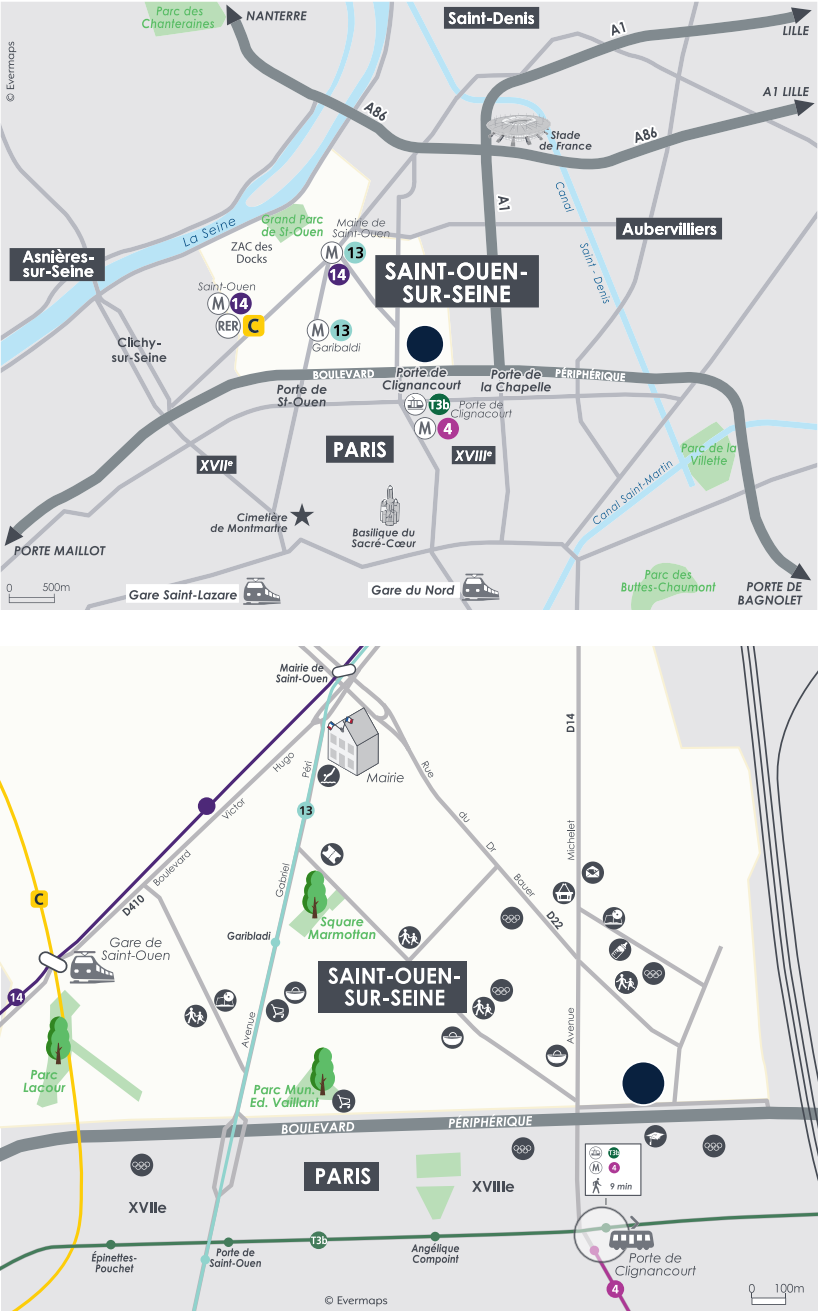 Parc des
Chanteraines
NANTERRE
Saint-Denis
A1
LILLE
© Evermaps
A86
A1 LILLE
Stade
de France
A86
La Seine
Grand Parc
de St-Ouen
Mairie de
Saint-Ouen
A1
Canal
Saint - Denis
Aubervilliers
ZAC des
Docks
M 13
14
Asnières-
sur-Seine
SAINT-OUEN-
SUR-SEINE
Saint-Ouen
M 14
RER C
M 13
Garibaldi
Clichy-
sur-Seine
BOULEVARD
Porte de
Clignancourt
Porte de
la Chapelle
PÉRIPHÉRIQUE
Porte de
St-Ouen
T3b
Porte de
Clignacourt
M 4
PARIS
XVIIe
XVIIIe
Parc de la
Villette
Canal Saint-Martin
Cimetière
de Montmartre
Basilique du
Sacré-Cœur
PORTE MAILLOT
0 500m
Gare Saint-Lazare
Gare du Nord
Parc des
Buttes-Chaumont
PORTE DE
BAGNOLET
Mairie de
Saint-Ouen
D14
Hugo
Péri
Mairie
Rue
Victor
13
du
Dr
Michelet
Boulevard
Gabriel
Bauer
C
D410
D22
Square
Marmottan
Garibladi
Gare de
Saint-Ouen
SAINT-OUEN-
SUR-SEINE
14
Avenue
Avenue
Parc
Lacour
Parc Mun.
Ed. Vaillant
BOULEVARD
PÉRIPHÉRIQUE
T3b
M 4
9 min
PARIS
XVIIe
XVIIIe
T3b
Épinettes-
Pouchet
Porte de
Saint-Ouen
Angélique
Compoint
Porte de
Clignancourt
4
© Evermaps
0 100m